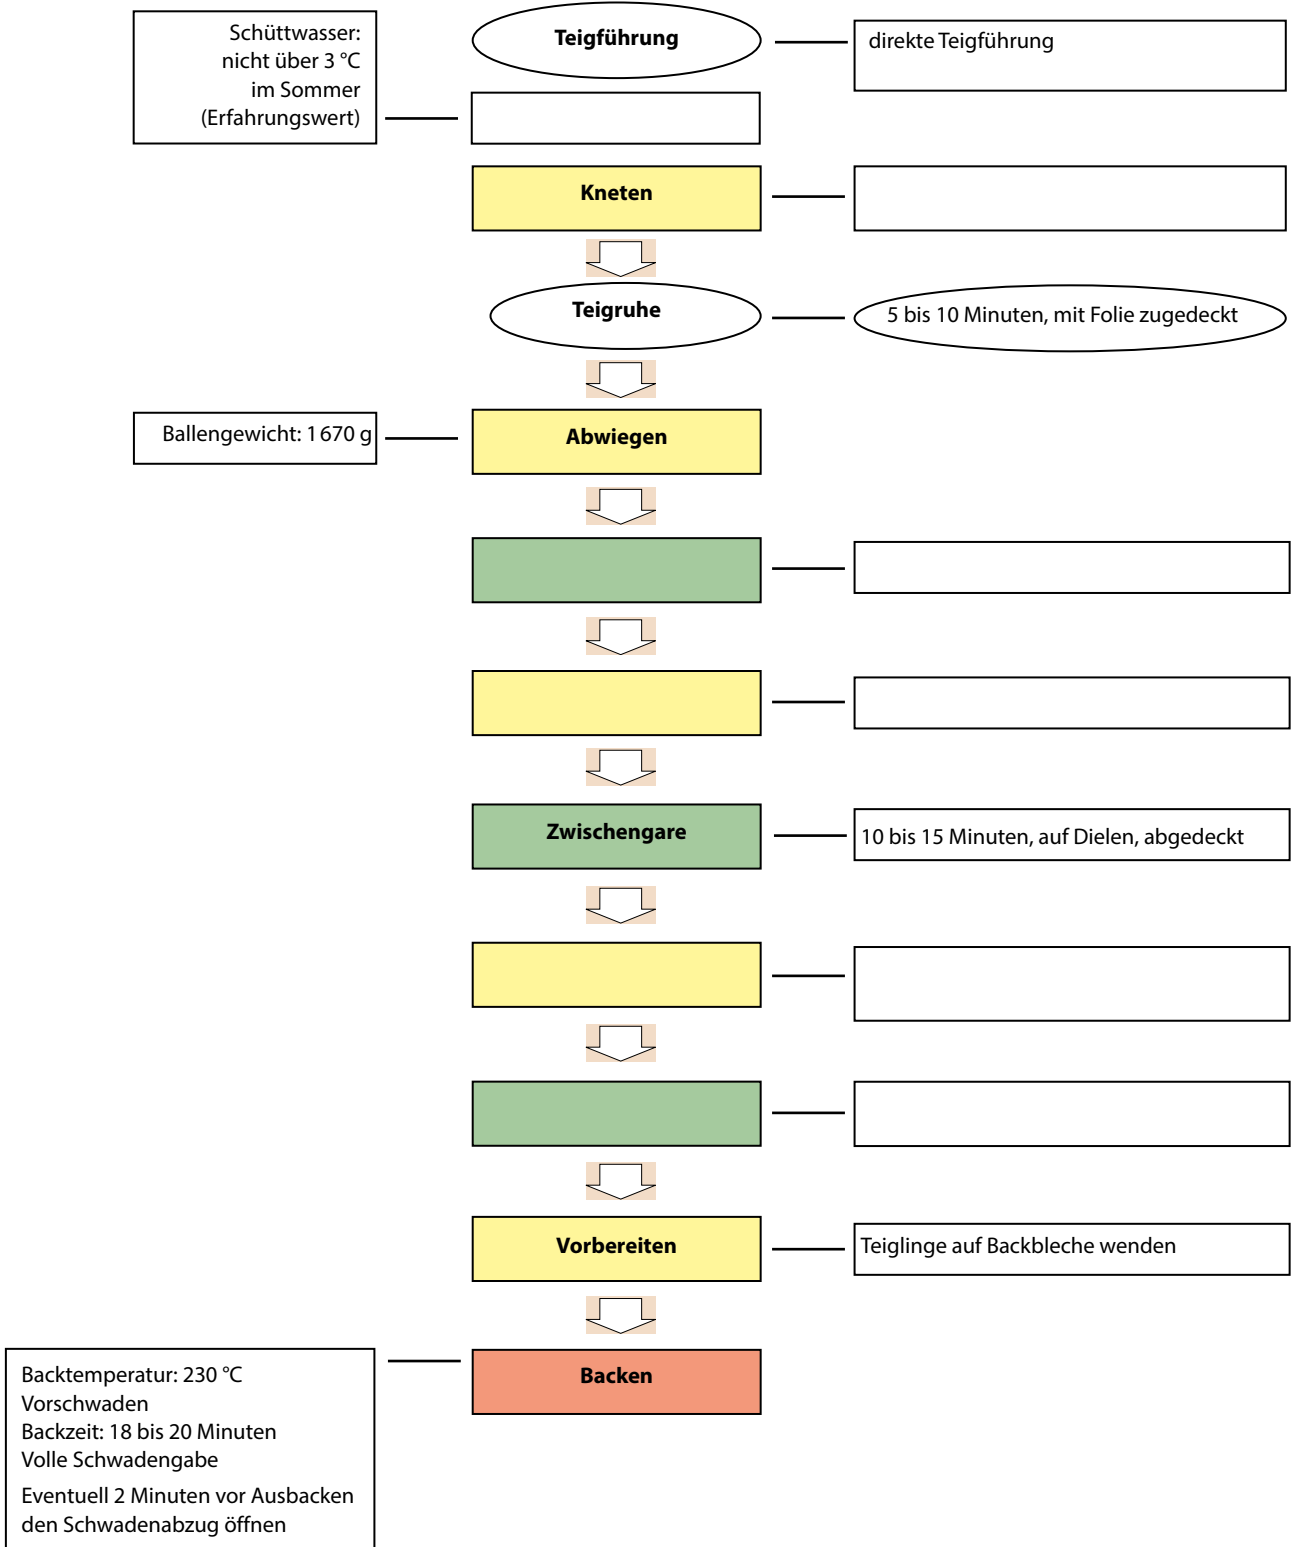 Schüttwasser:
nicht über 3 °C
im Sommer
(Erfahrungswert)
Teigführung
direkte Teigführung
Kneten
Teigruhe
5 bis 10 Minuten, mit Folie zugedeckt
Ballengewicht: 1 670 g
Abwiegen
Zwischengare
10 bis 15 Minuten, auf Dielen, abgedeckt
Vorbereiten
Teiglinge auf Backbleche wenden
Backen
Backtemperatur: 230 °C
Vorschwaden
Backzeit: 18 bis 20 Minuten
Volle Schwadengabe
Eventuell 2 Minuten vor Ausbacken
den Schwadenabzug öffnen